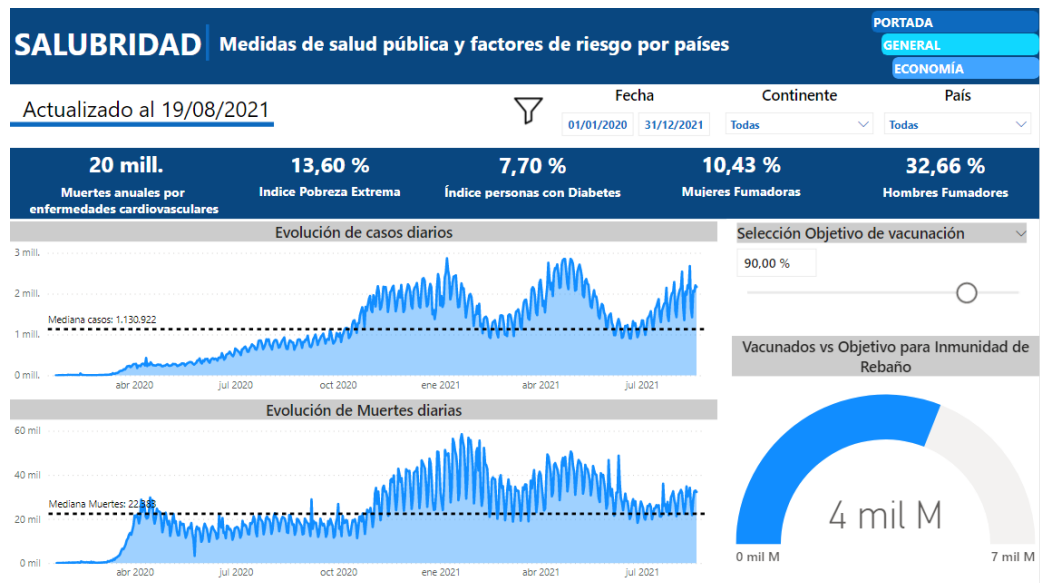 SALUBRIDAD
Medidas de salud pública y factores de riesgo por países
PORTADA
GENERAL
ECONOMÍA
Actualizado al 19/08/2021
Fecha
01/01/2020 31/12/2021
Continente
Todas
País
Todas
20 mill.
Muertes anuales por
enfermedades cardiovasculares
13,60 %
Indice Pobreza Extrema
7,70 %
Índice personas con Diabetes
10,43 %
Mujeres Fumadoras
32,66 %
Hombres Fumadores
Evolución de casos diarios
3 mill.
2 mill.
Mediana casos: 1.130.922
1 mill.
0 mill.
abr 2020 jul 2020 oct 2020 ene 2021 abr 2021 jul 2021
Evolución de Muertes diarias
60 mil
40 mil
Mediana Muertes:
20 mil
0 mil
abr 2020 jul 2020 oct 2020 ene 2021 abr 2021 jul 2021
Selección Objetivo de vacunación
90,00 %
Vacunados vs Objetivo para Inmunidad de
Rebaño
4 mil M
0 mil M 7 mil M